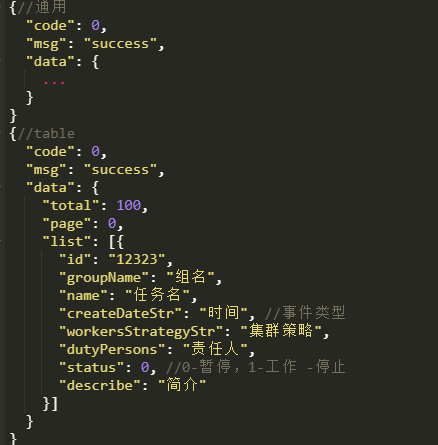 {//通用
"code": 0,
"msg": "success",
"data": {
...
}
}
{//table
"code": 0,
"msg": "success",
"data": {
"total": 100,
"page": 0,
"list": [{
"id": "12323",
"groupName": "组名",
"name": "任务名",
"createDateStr": "时间", //事件类型
"workersStrategyStr": "集群策略",
"dutyPersons": "责任人",
"status": 0, //0-暂停，1-工作 -停止
"describe": "简介"
}]
}
}